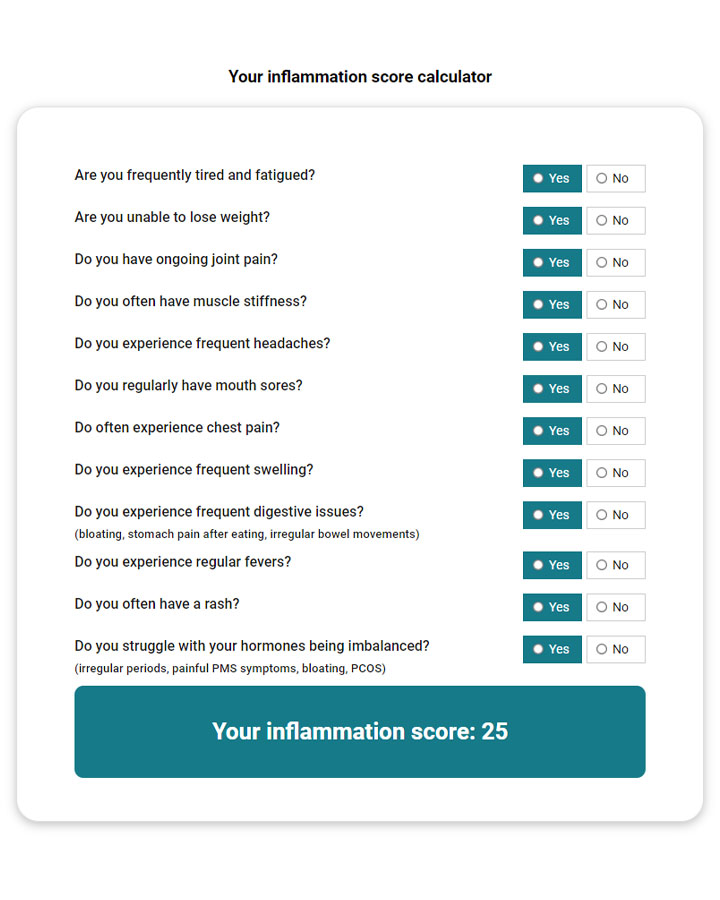 Your inflammation score calculator
Are you frequently tired and fatigued? Yes No
Are you unable to lose weight? Yes No
Do you have ongoing joint pain? Yes No
Do you often have muscle stiffness? Yes No
Do you experience frequent headaches? Yes No
Do you regularly have mouth sores? Yes No
Do often experience chest pain? Yes No
Do you experience frequent swelling? Yes No
Do you experience frequent digestive issues? Yes No
(bloating, stomach pain after eating, irregular bowel movements)
Do you experience regular fevers? Yes No
Do you often have a rash? Yes No
Do you struggle with your hormones being imbalanced? Yes No
(irregular periods, painful PMS symptoms, bloating, PCOS)
Your inflammation score: 25